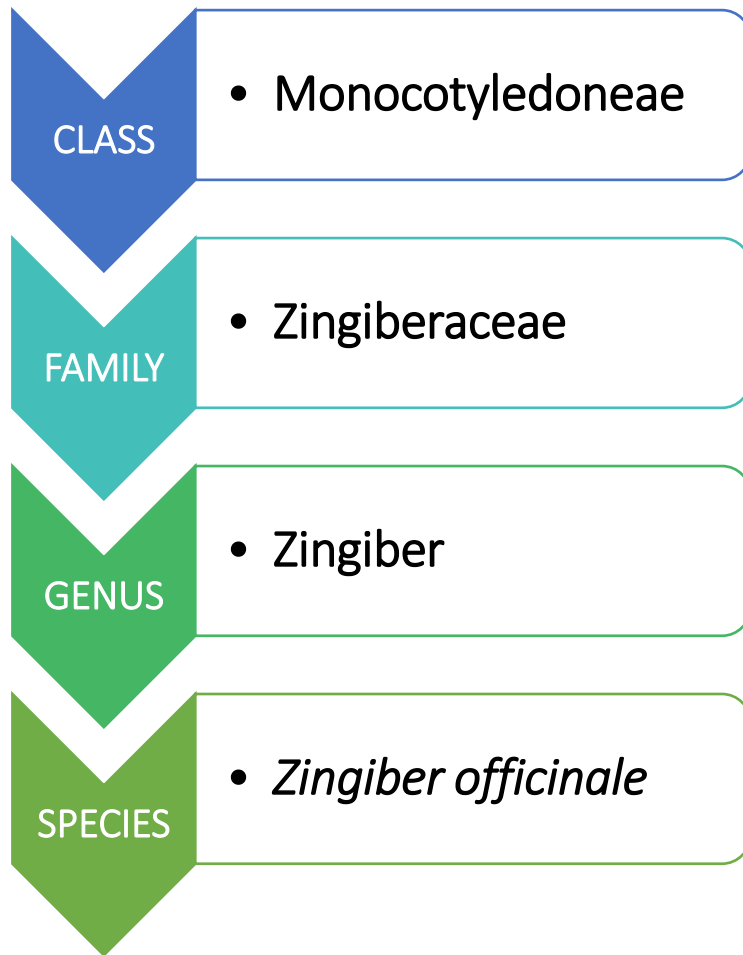 CLASS
• Monocotyledoneae
FAMILY
• Zingiberaceae
GENUS
• Zingiber
SPECIES
• Zingiber officinale